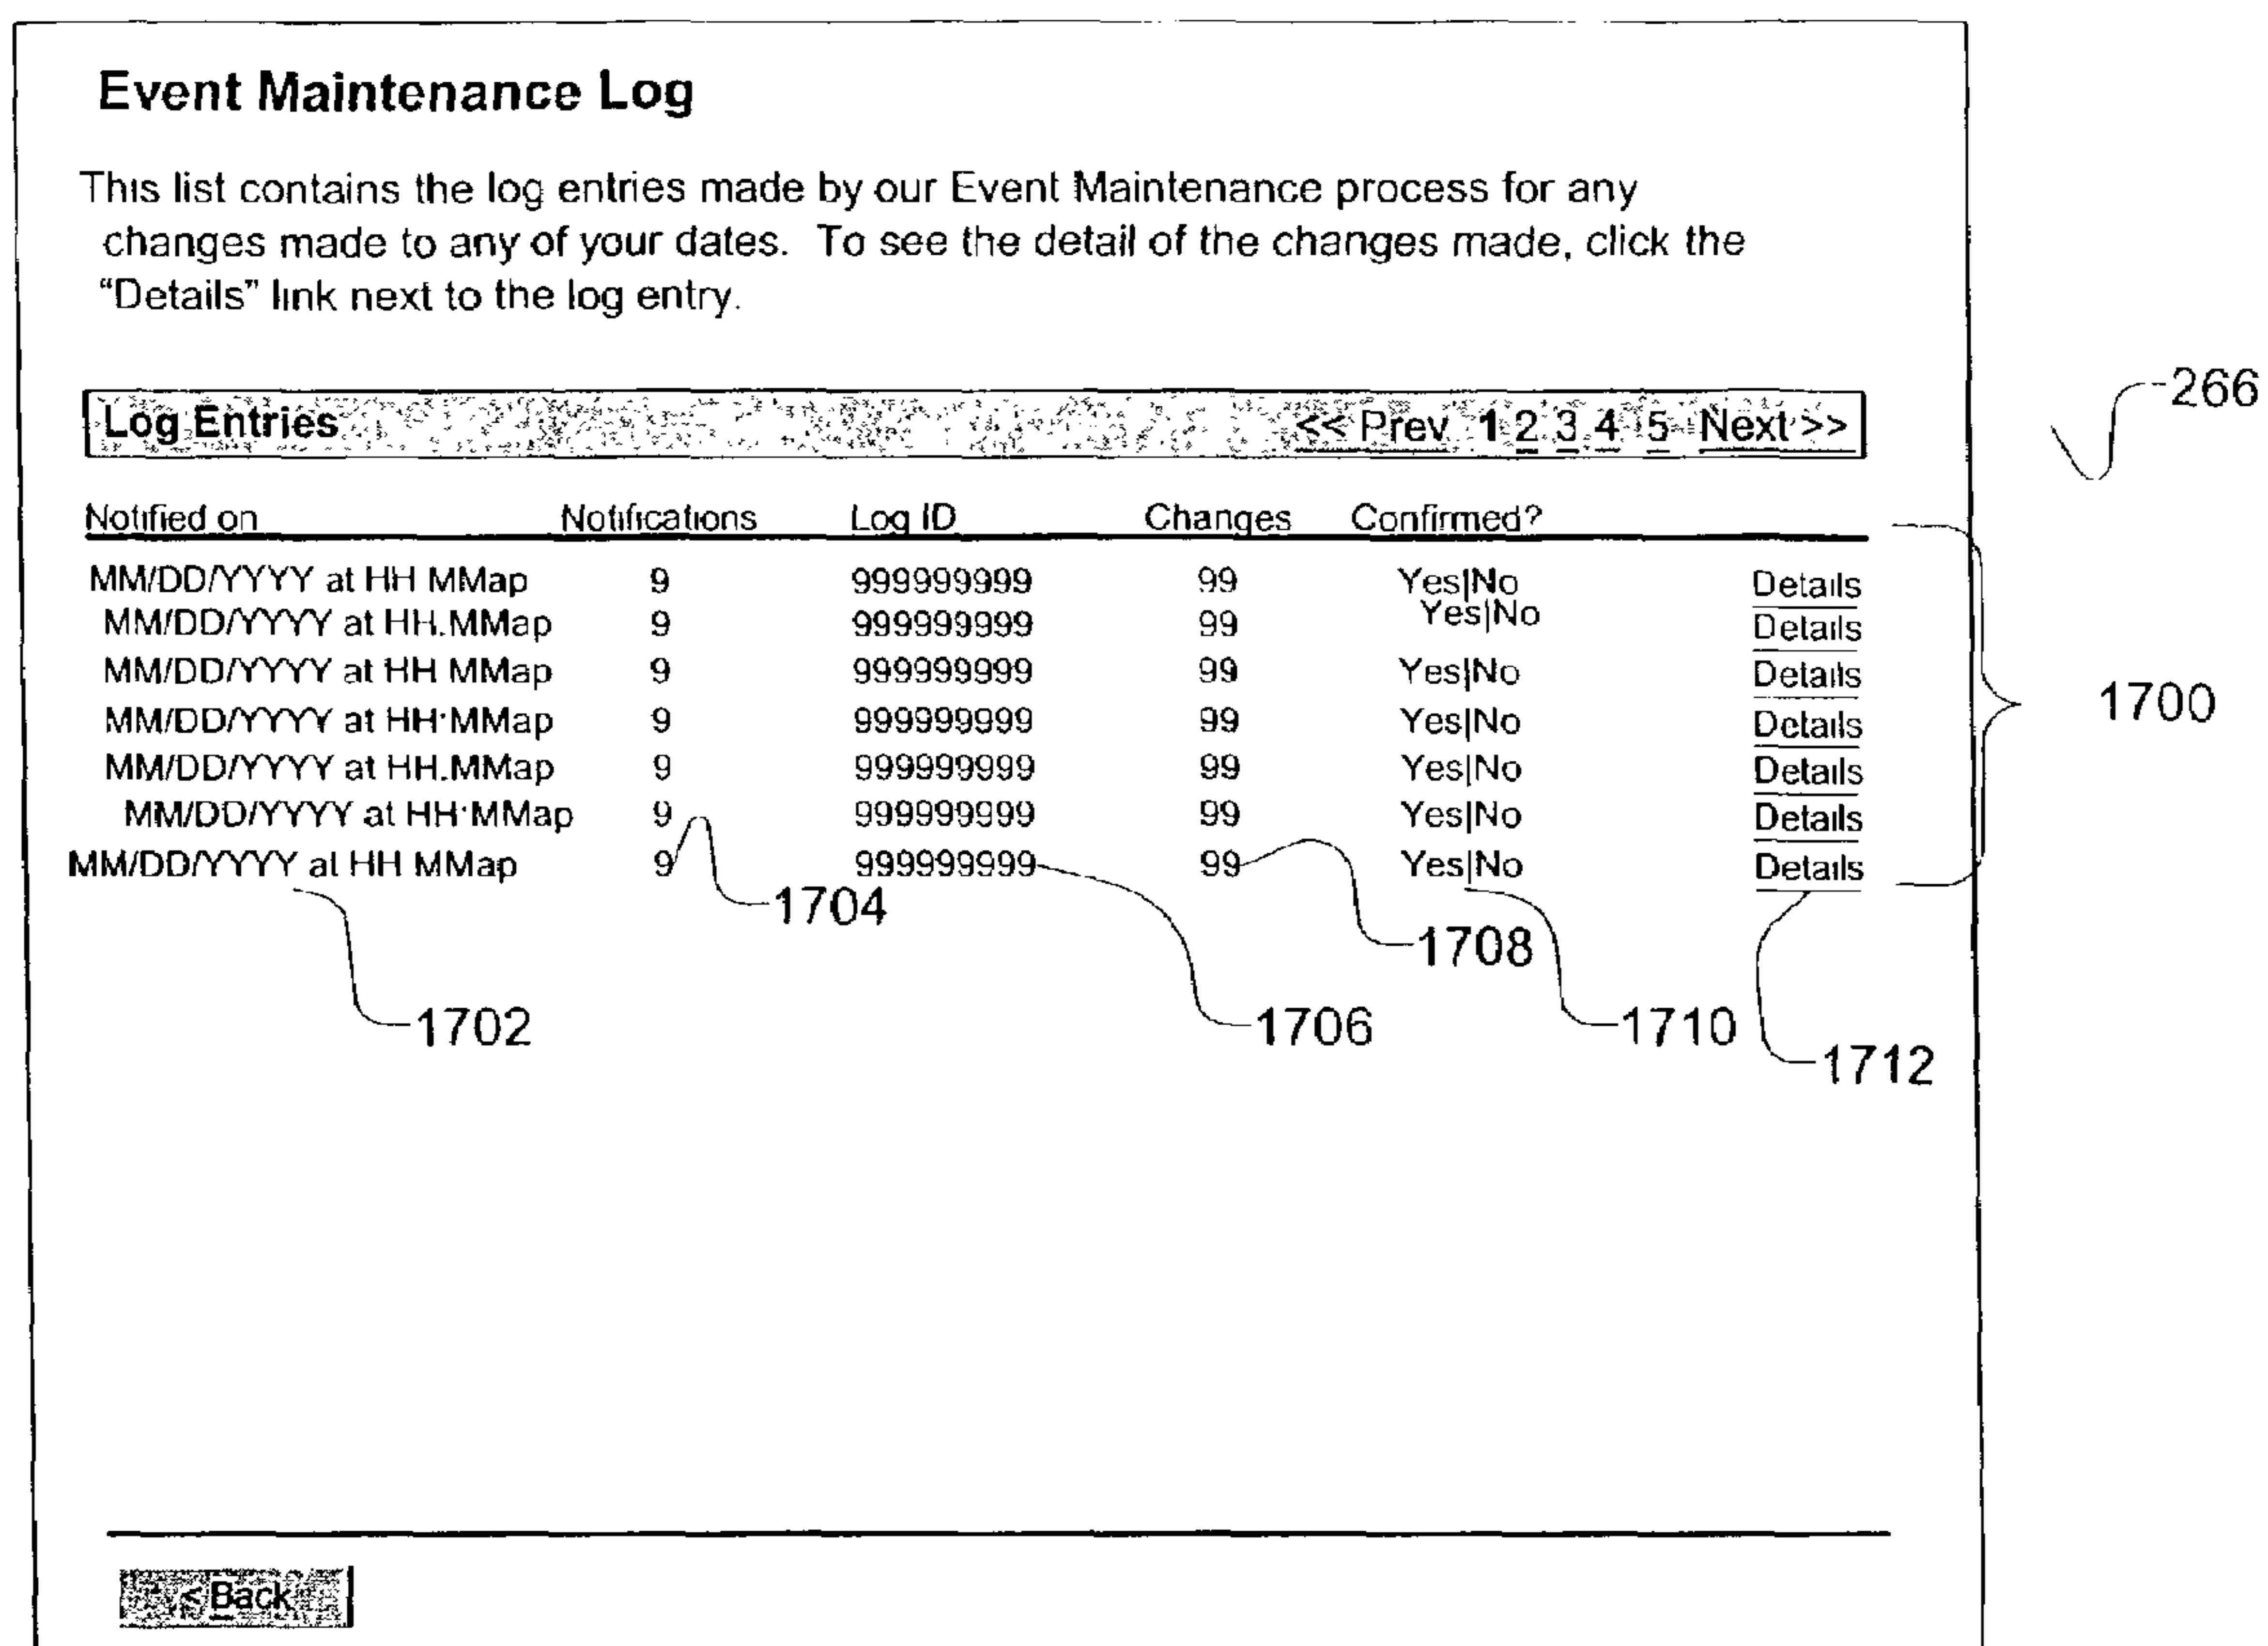 Event Maintenance Log
This list contains the log entries made by our Event Maintenance process for any
changes made to any of your dates. To see the detail of the changes made, click the
“Details” link next to the log entry.
266
Log Entries << Prev 1 2 3 4 5 Next >>
Notified on Notifications Log ID Changes Confirmed?
MM/DD/YYYY at HH MMap 9 999999999 99 Yes|No Details
MM/DD/YYYY at HH.MMap 9 999999999 99 Yes|No Details
MM/DD/YYYY at HH MMap 9 999999999 99 Yes|No Details
1700
MM/DD/YYYY at HH:MMap 9 999999999 99 Yes|No Details
MM/DD/YYYY at HH.MMap 9 999999999 99 Yes|No Details
MM/DD/YYYY at HH:MMap 9 999999999 99 Yes|No Details
MM/DD/YYYY at HH MMap 9 999999999 99 Yes|No Details
1704
1708
1702 1706 1710
1712
< Back